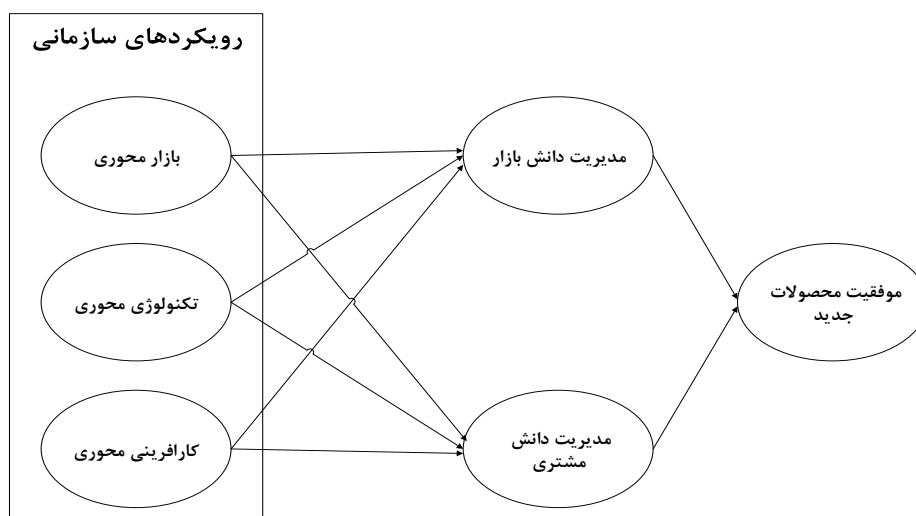 رویکردهای سازمانی
بازار محوری
تکنولوژی محوری
کارافرینی محوری
مدیریت دانش بازار
مدیریت دانش
مشتری
موفقیت محصولات
جدید